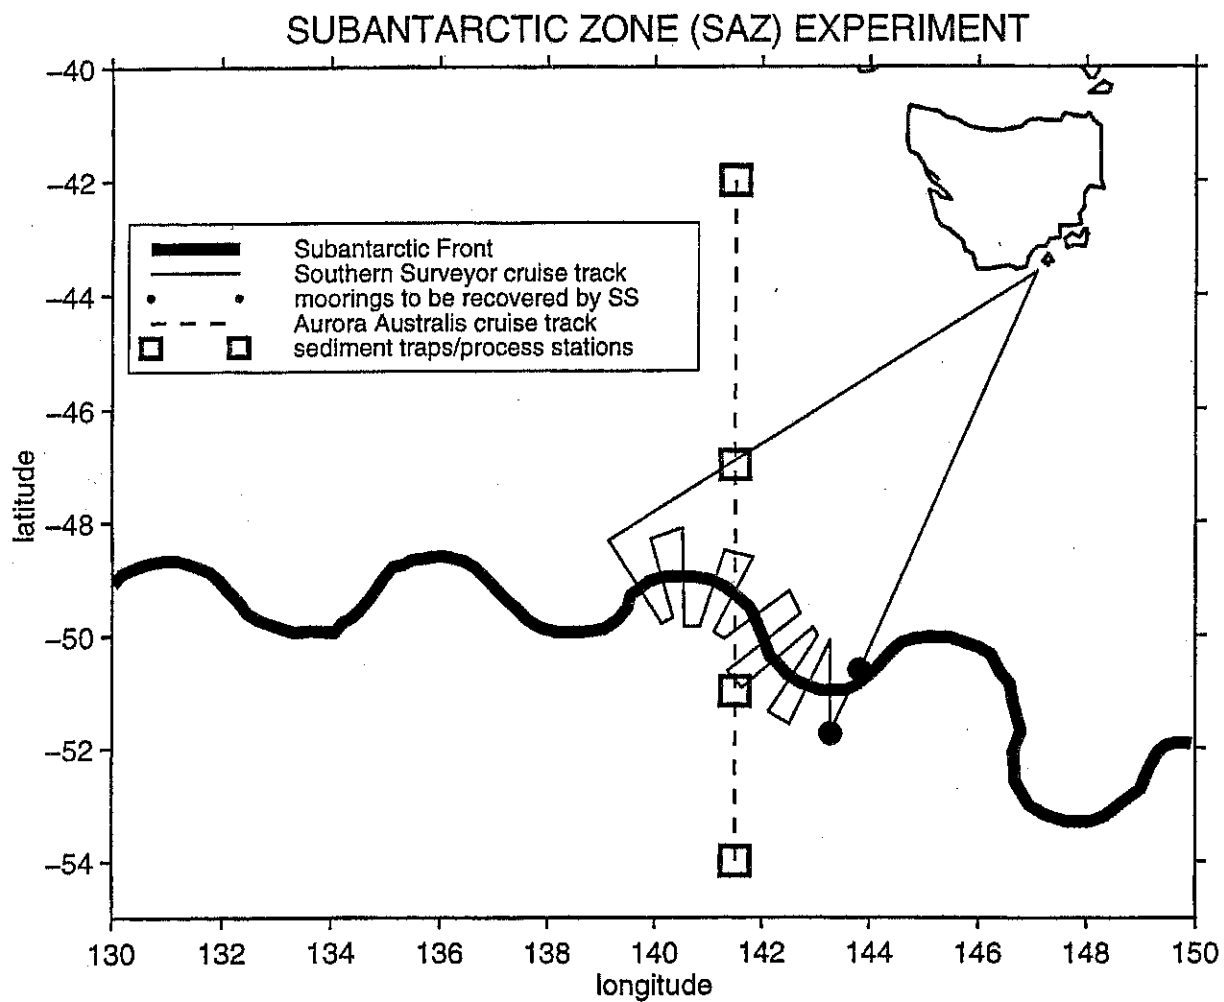 SUBANTARCTIC ZONE (SAZ) EXPERIMENT
−40
−42
−44
−46
−48
−50
−52
−54
latitude
Subantarctic Front
Southern Surveyor cruise track
moorings to be recovered by SS
Aurora Australis cruise track
sediment traps/process stations
130 132 134 136 138 140 142 144 146 148 150
longitude